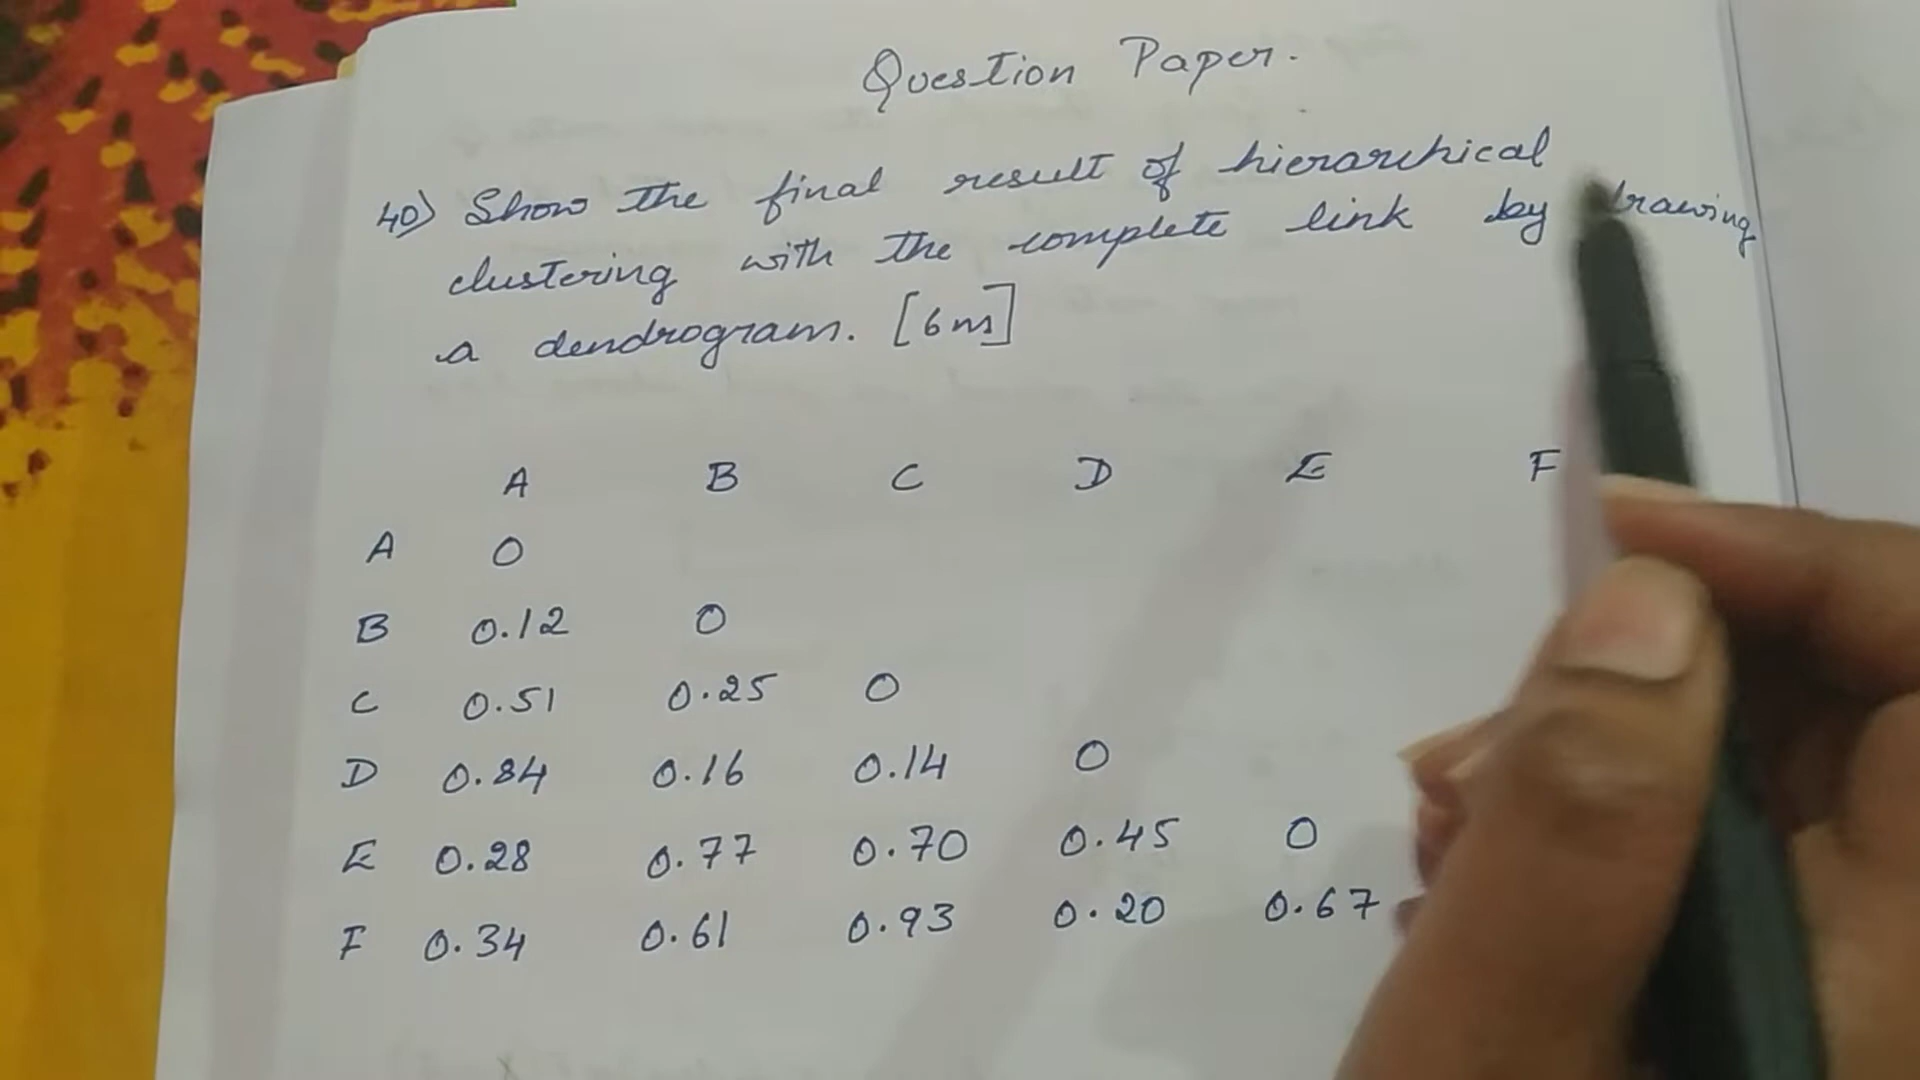 Question Paper.
40) Show the final result of hierarchical
clustering with the complete link by drawing
a dendrogram. [6m]
A B C D E F
A 0
B 0.12 0
C 0.51 0.25 0
D 0.84 0.16 0.14 0
E 0.28 0.77 0.70 0.45 0
F 0.34 0.61 0.93 0.20 0.67